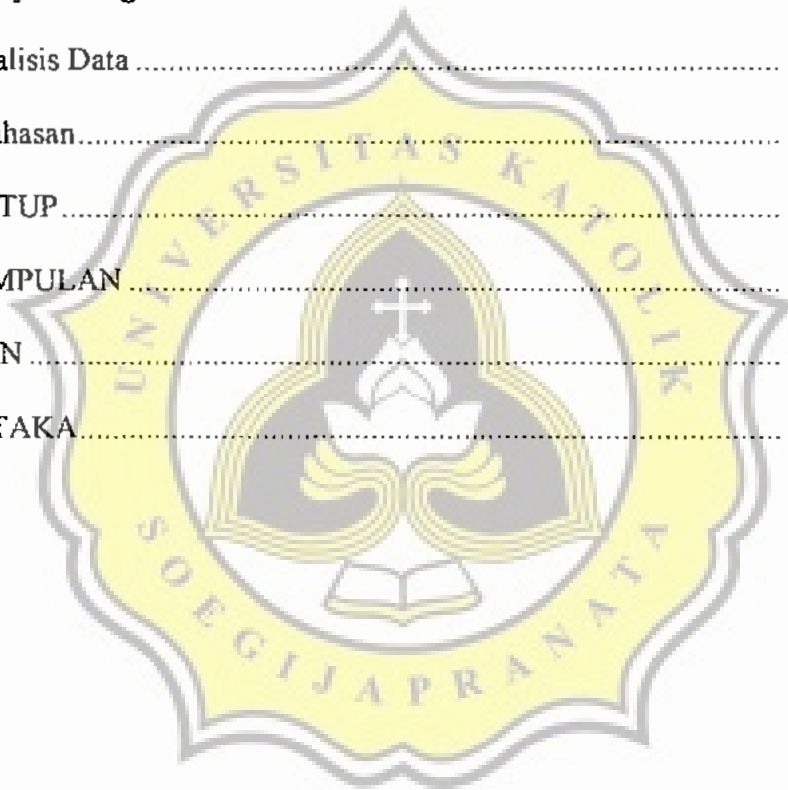 alisis Data
hasan
TUP
MPULAN
N
TAKA
UNIVERSITAS KATOLIK
SOEGIJAPRANATA